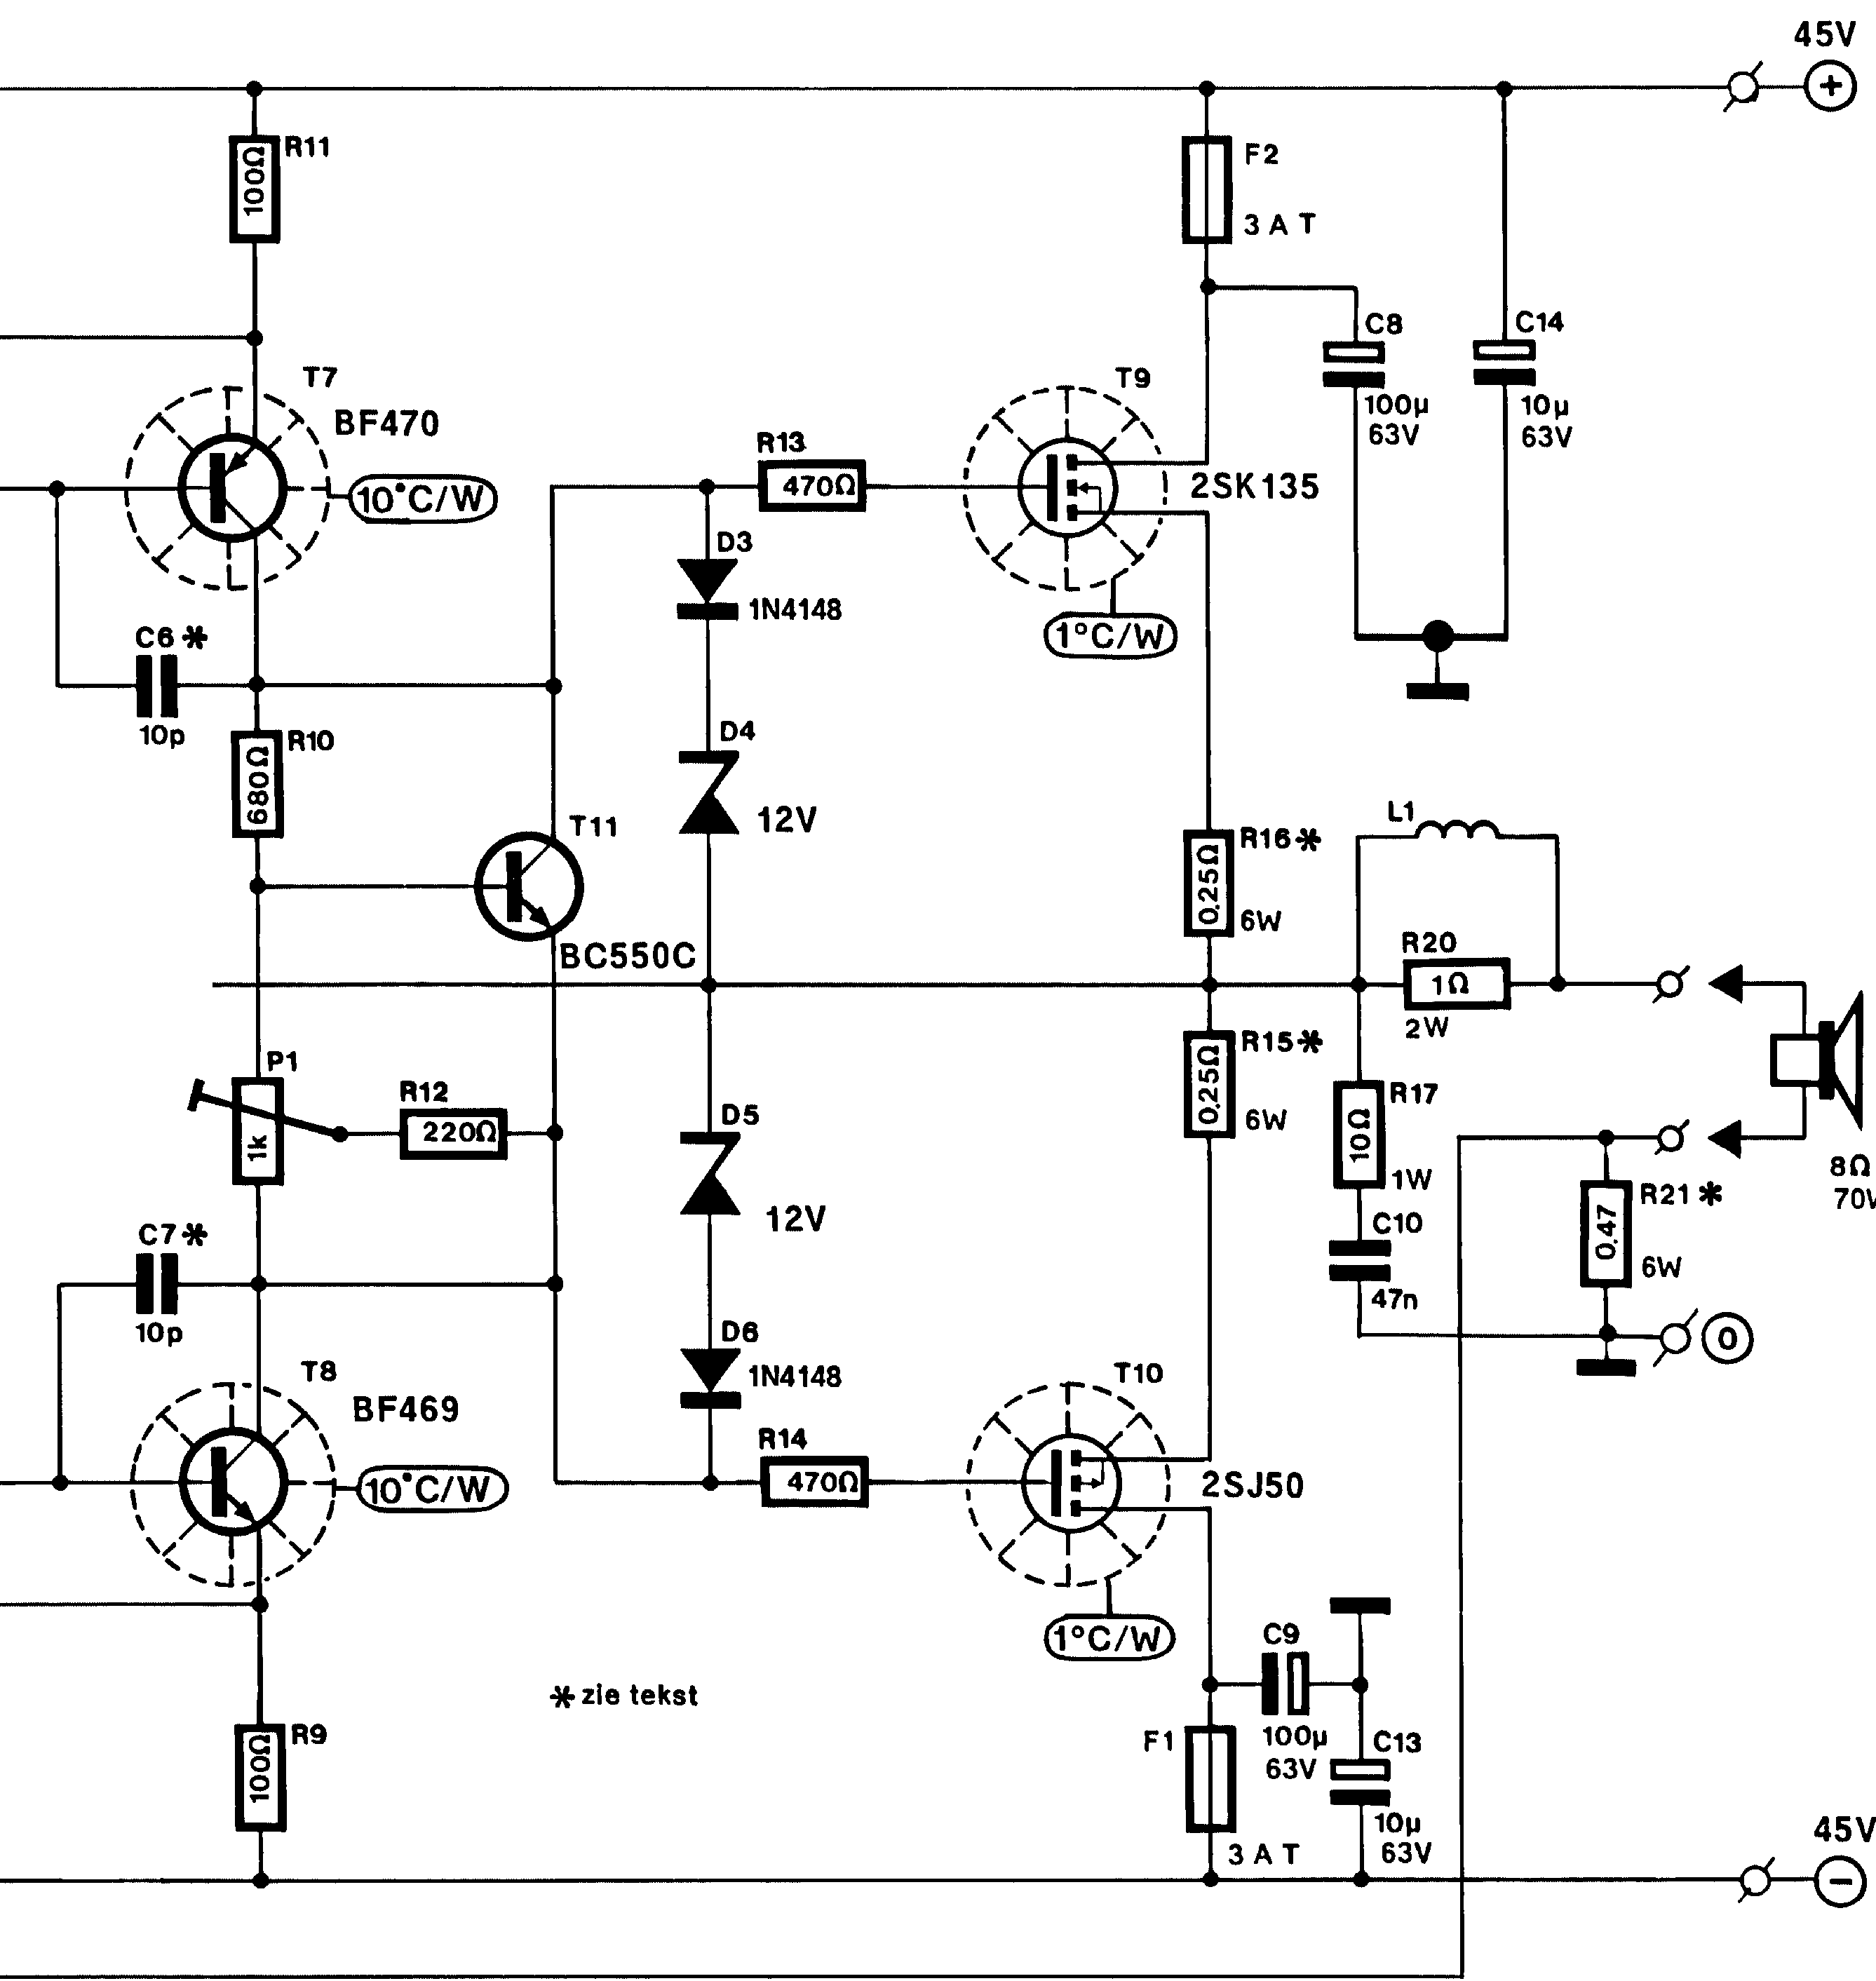 45V
+
R11
100Ω
F2
3 A T
C8
100µ
63V
C14
10µ
63V
T7
BF470
10°C/W
R13
470Ω
T9
2SK135
1°C/W
D3
1N4148
C6*
10p
R10
680Ω
D4
12V
T11
BC550C
L1
R16*
0.25Ω
6W
R20
1Ω
2W
R15*
0.25Ω
6W
P1
1k
R12
220Ω
D5
12V
R17
10Ω
1W
C10
47n
R21*
0.47
6W
8Ω
0
C7*
10p
D6
1N4148
T8
BF469
10°C/W
R14
470Ω
T10
2SJ50
1°C/W
* zie tekst
C9
100µ
63V
R9
100Ω
F1
3 A T
C13
10µ
63V
45V
−